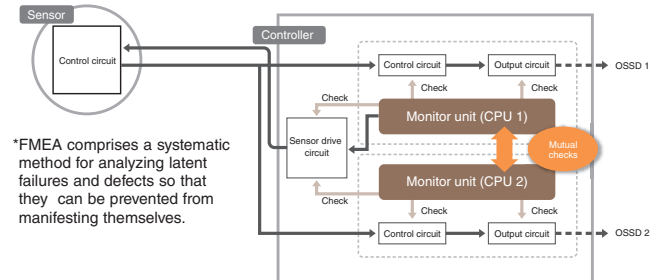 Sensor
Controller
Control circuit
Control circuit
Output circuit
OSSD 1
Check
Check
Check
Monitor unit (CPU 1)
Sensor drive
circuit
Mutual
checks
*FMEA comprises a systematic
method for analyzing latent
failures and defects so that
they can be prevented from
manifesting themselves.
Monitor unit (CPU 2)
Check
Check
Check
Control circuit
Output circuit
OSSD 2